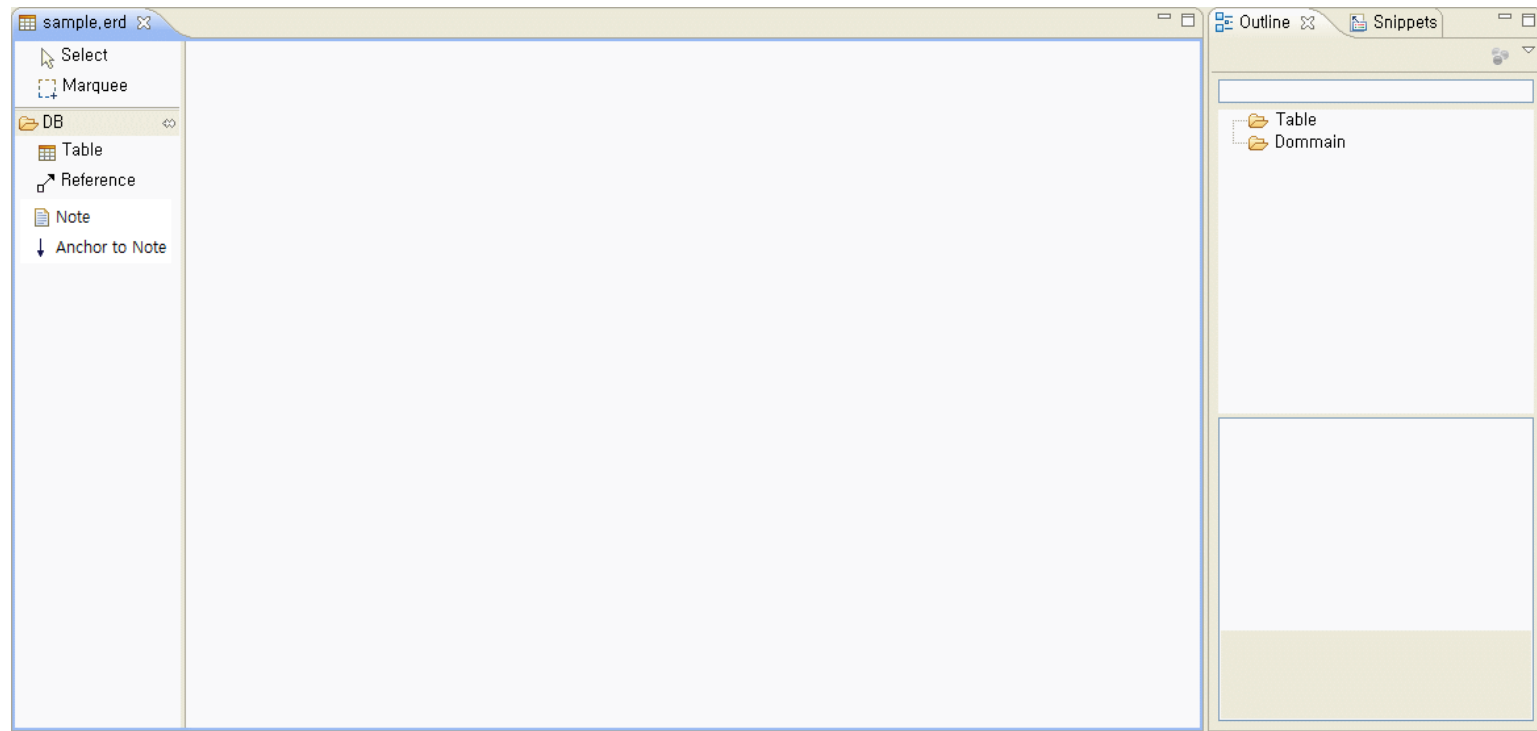 sample.erd
Select
Marquee
DB
Table
Reference
Note
Anchor to Note
Outline
Snippets
Table
Dommain